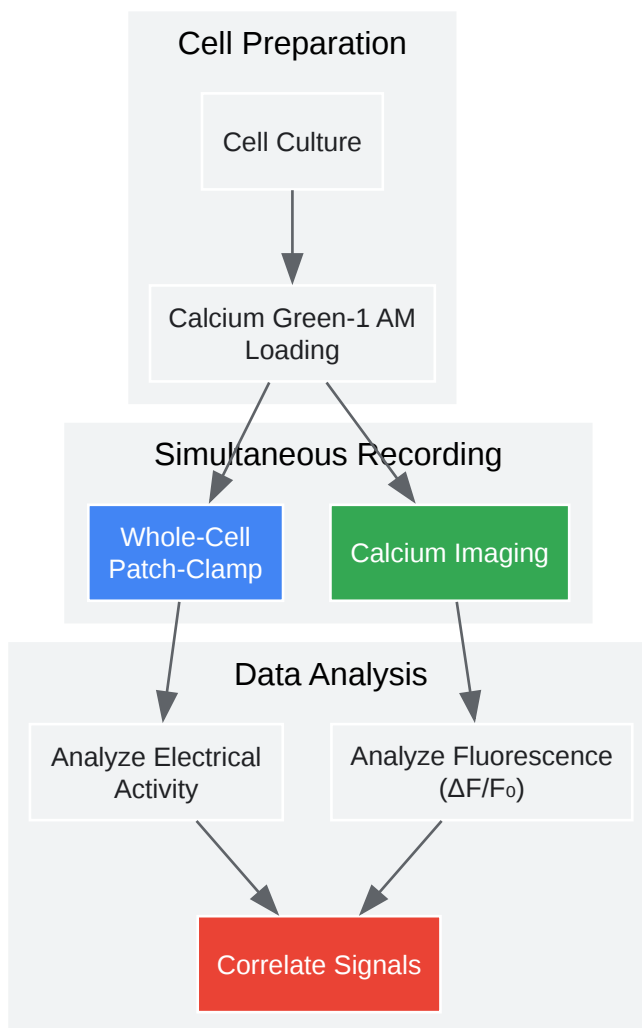 Cell Preparation
Cell Culture
Calcium Green-1 AM
Loading
Simultaneous Recording
Whole-Cell
Patch-Clamp
Calcium Imaging
Data Analysis
Analyze Electrical
Activity
Analyze Fluorescence
(ΔF/F₀)
Correlate Signals